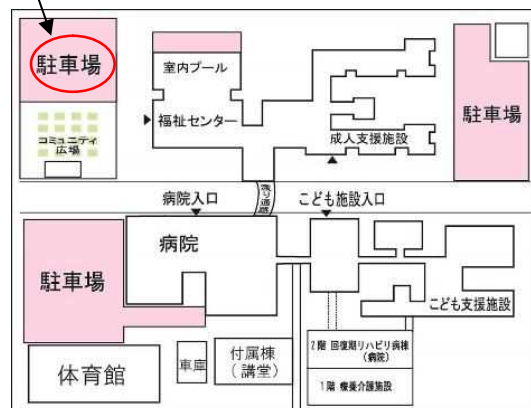 駐車場
室内プール
福祉センター
コミュニティ
広場
成人支援施設
駐車場
病院入口
渡り通路
こども施設入口
病院
駐車場
こども支援施設
体育館
車庫
付属棟
(講堂)
2階 回復期リハビリ病棟
(病院)
1階 療養介護施設